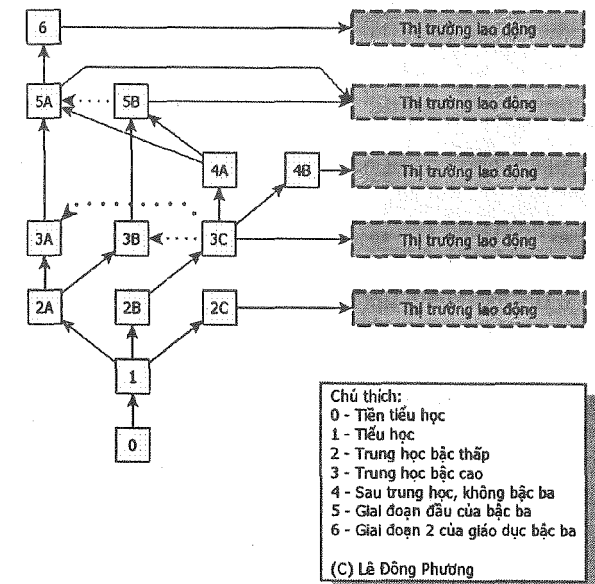 6 Thị trường lao động
5A 5B Thị trường lao động
4A 4B Thị trường lao động
3A 3B 3C Thị trường lao động
2A 2B 2C Thị trường lao động
1
0
Chú thích:
0 - Tiền tiểu học
1 - Tiểu học
2 - Trung học bậc thấp
3 - Trung học bậc cao
4 - Sau trung học, không bậc ba
5 - Giai đoạn đầu của bậc ba
6 - Giai đoạn 2 của giáo dục bậc ba
(C) Lê Đông Phương